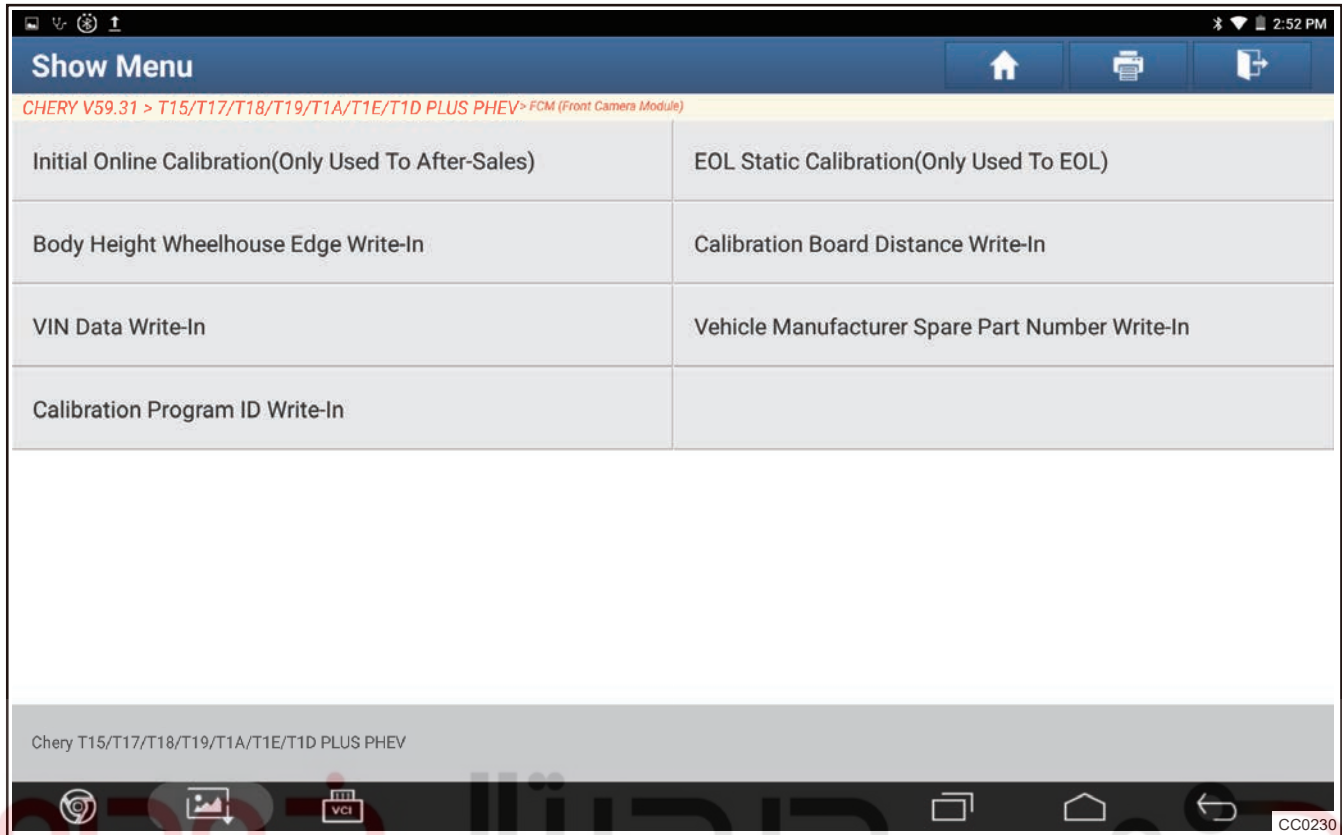 2:52 PM
Show Menu
CHERY V59.31 > T15/T17/T18/T19/T1A/T1E/T1D PLUS PHEV> FCM (Front Camera Module)
Initial Online Calibration(Only Used To After-Sales)
EOL Static Calibration(Only Used To EOL)
Body Height Wheelhouse Edge Write-In
Calibration Board Distance Write-In
VIN Data Write-In
Vehicle Manufacturer Spare Part Number Write-In
Calibration Program ID Write-In
Chery T15/T17/T18/T19/T1A/T1E/T1D PLUS PHEV
VCI
CC0230